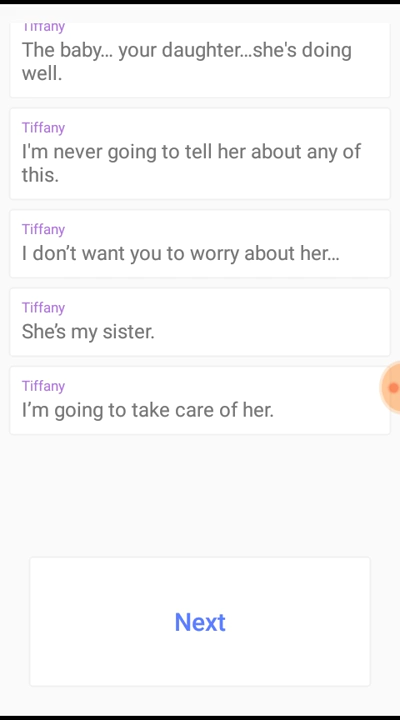 Tiffany
The baby... your daughter...she's doing
well.
Tiffany
I'm never going to tell her about any of
this.
Tiffany
I don’t want you to worry about her...
Tiffany
She’s my sister.
Tiffany
I’m going to take care of her.
Next